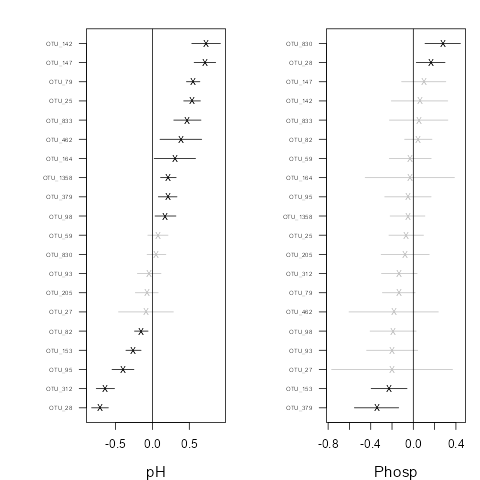 OTU_142
OTU_147
OTU_79
OTU_25
OTU_833
OTU_462
OTU_164
OTU_1358
OTU_379
OTU_98
OTU_59
OTU_830
OTU_93
OTU_205
OTU_27
OTU_82
OTU_153
OTU_95
OTU_312
OTU_28
-0.5 0.0 0.5
pH
OTU_830
OTU_28
OTU_147
OTU_142
OTU_833
OTU_82
OTU_59
OTU_164
OTU_95
OTU_1358
OTU_25
OTU_205
OTU_312
OTU_79
OTU_462
OTU_98
OTU_93
OTU_27
OTU_153
OTU_379
-0.8 -0.4 0.0 0.4
Phosp